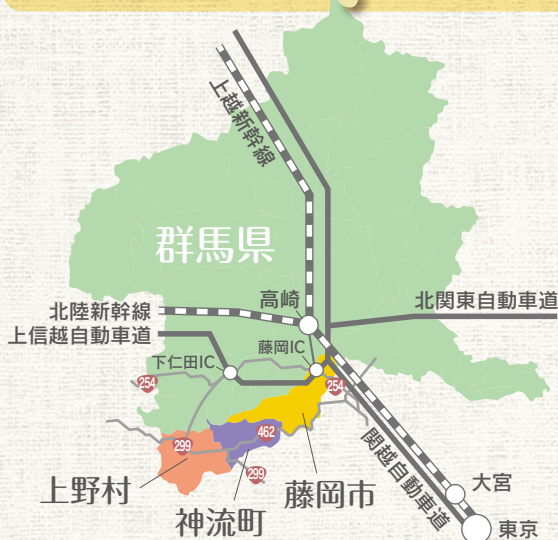 上越新幹線
群馬県
高崎
北関東自動車道
北陸新幹線
上信越自動車道
下仁田IC
藤岡IC
254
254
462
299
299
関越自動車道
上野村
神流町
藤岡市
大宮
東京